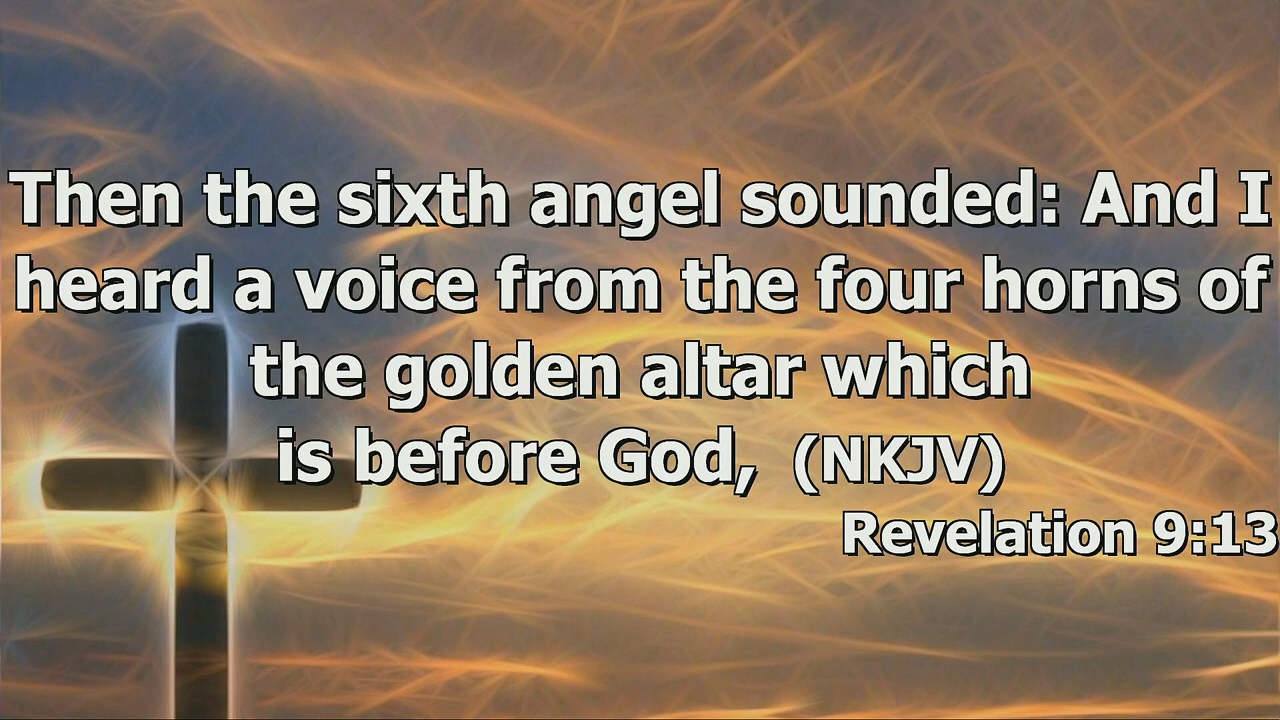 Then the sixth angel sounded: And I
heard a voice from the four horns of
the golden altar which
is before God, (NKJV)
Revelation 9:13